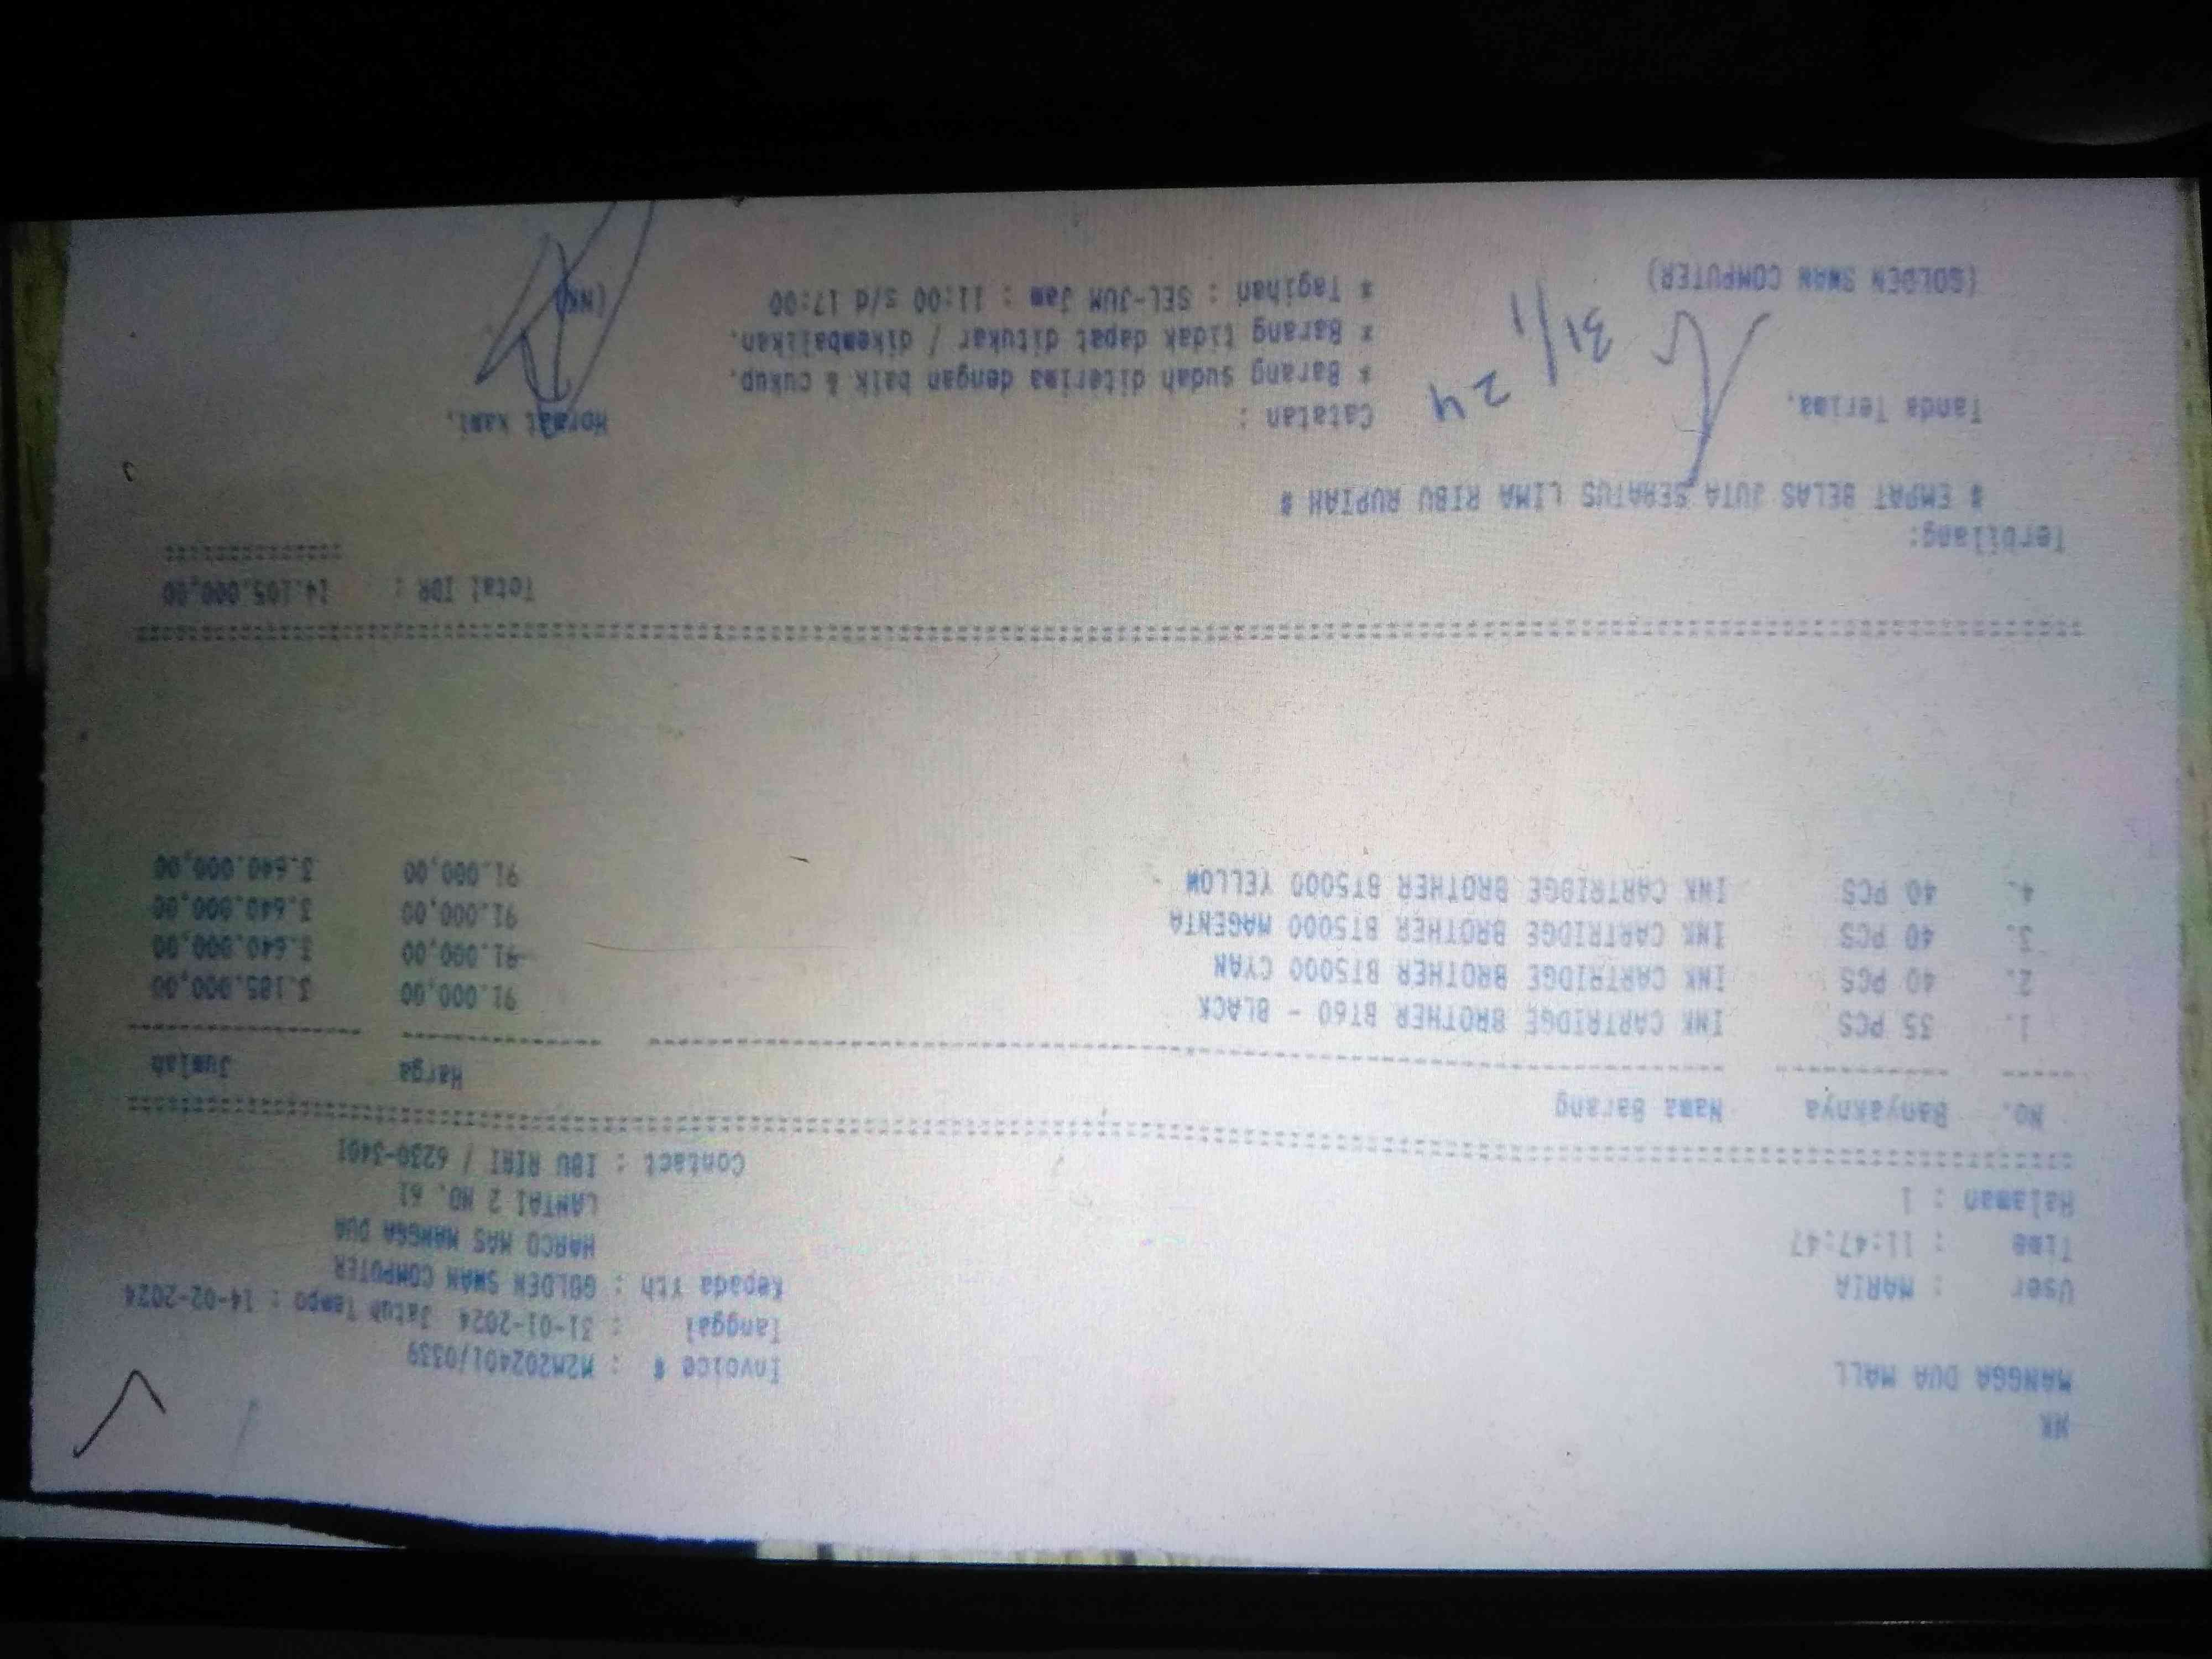 NK
MANGGA DUA MALL
Invoice # : M2M202401/0339
Tanggal : 31-01-2024 Jatuh Tempo : 14-02-2024
User : MARIA
Kepada Yth : GOLDEN SWAN COMPUTER
Time : 11:47:47
HARCO MAS MANGGA DUA
Halaman : 1
LANTAI 2 NO. 61
Contact : IBU RIRI / 6230-3401
No. Banyaknya Nama Barang Harga Jumlah
1. 35 PCS INK CARTRIDGE BROTHER BT60 - BLACK 91.000,00 3.185.000,00
2. 40 PCS INK CARTRIDGE BROTHER BT5000 CYAN 91.000,00 3.640.000,00
3. 40 PCS INK CARTRIDGE BROTHER BT5000 MAGENTA 91.000,00 3.640.000,00
4. 40 PCS INK CARTRIDGE BROTHER BT5000 YELLOW 91.000,00 3.640.000,00
Total IDR : 14.105.000,00
Terbilang:
# EMPAT BELAS JUTA SERATUS LIMA RIBU RUPIAH #
Tanda Terima, Catatan : Hormat Kami,
* Barang sudah diterima dengan baik & cukup.
* Barang tidak dapat ditukar / dikembalikan.
* Tagihan : SEL-JUM Jam : 11:00 s/d 17:00
31/1 24
(GOLDEN SWAN COMPUTER) (NK)